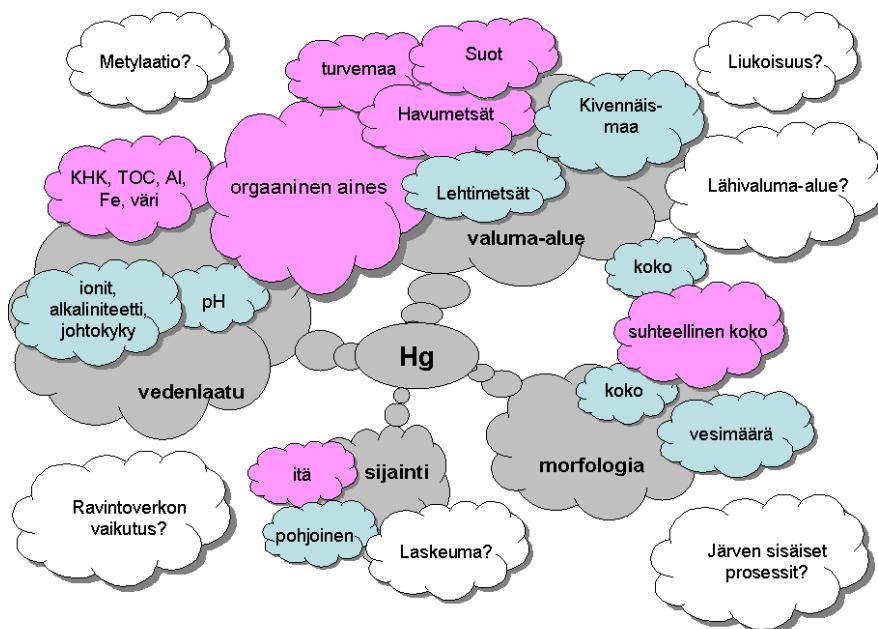 Metylaatio?
turvemaa
Suot
Liukoisuus?
Havumetsät
Kivennäis-
maa
KHK, TOC, Al,
Fe, väri
orgaaninen aines
Lehtimetsät
Lähivaluma-alue?
valuma-alue
koko
ionit,
alkaliniteetti,
johtokyky
pH
suhteellinen koko
Hg
koko
vedenlaatu
vesimäärä
itä
sijainti
morfologia
Ravintoverkon
vaikutus?
pohjoinen
Laskeuma?
Järven sisäiset
prosessit?